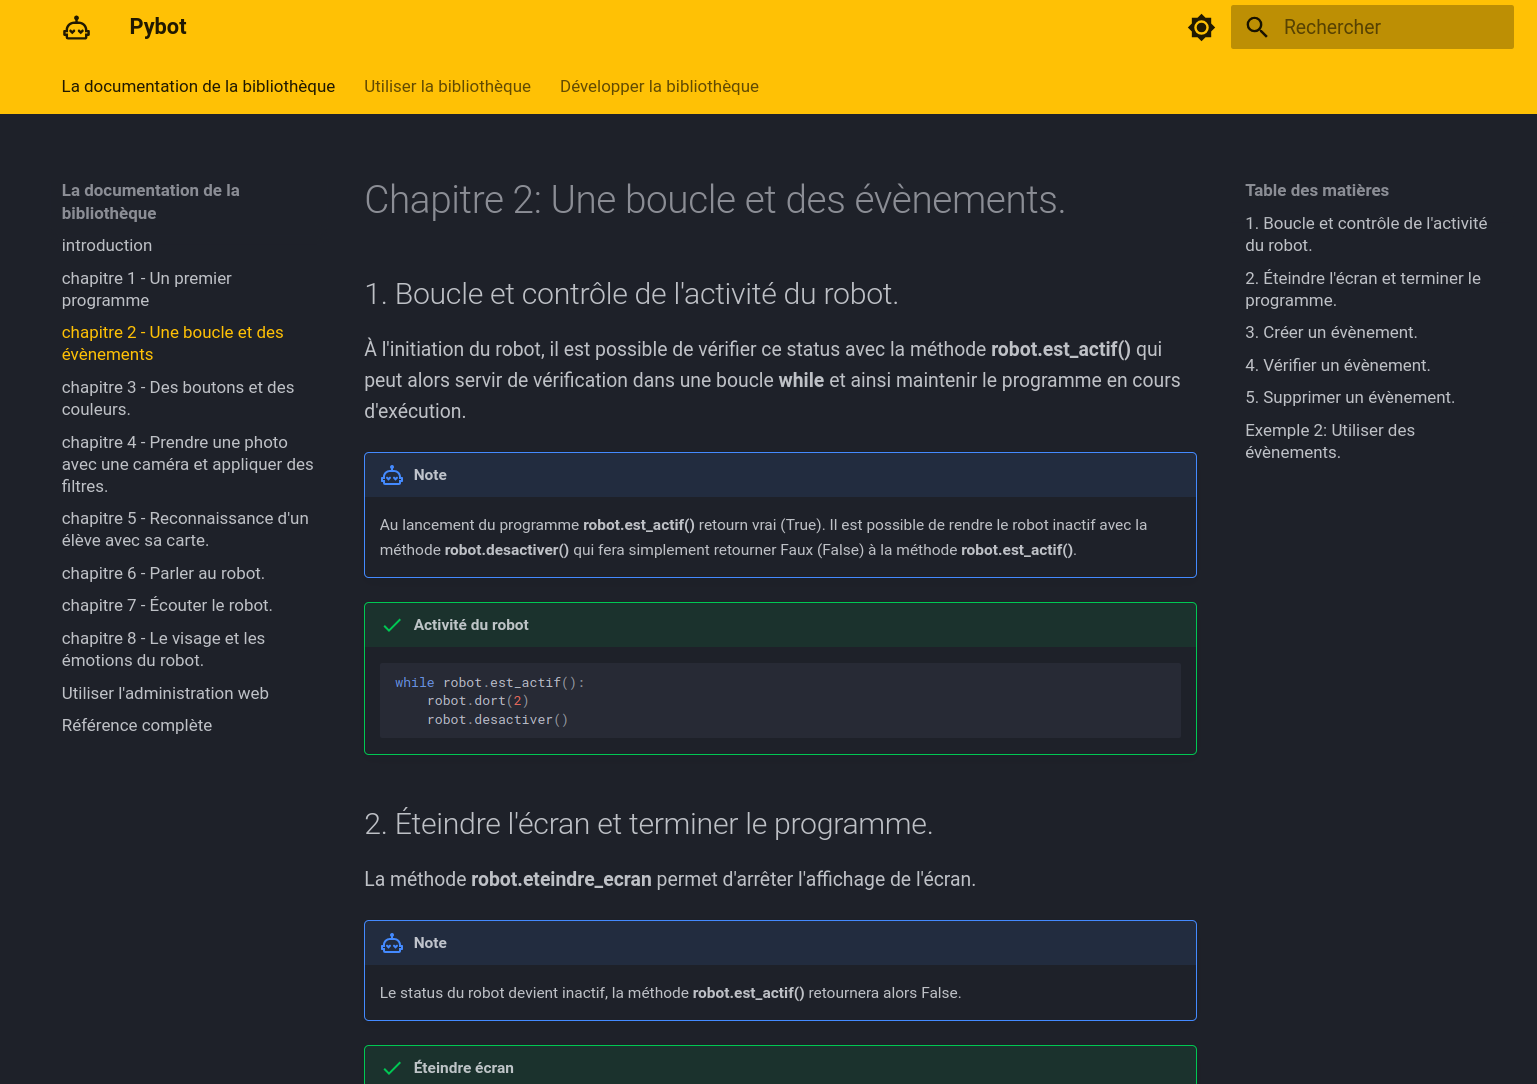 Pybot
Rechercher
La documentation de la bibliothèque
Utiliser la bibliothèque
Développer la bibliothèque
La documentation de la
bibliothèque
introduction
chapitre 1 - Un premier
programme
chapitre 2 - Une boucle et des
évènements
chapitre 3 - Des boutons et des
couleurs.
chapitre 4 - Prendre une photo
avec une caméra et appliquer des
filtres.
chapitre 5 - Reconnaissance d'un
élève avec sa carte.
chapitre 6 - Parler au robot.
chapitre 7 - Écouter le robot.
chapitre 8 - Le visage et les
émotions du robot.
Utiliser l'administration web
Référence complète
Chapitre 2: Une boucle et des évènements.
1. Boucle et contrôle de l'activité du robot.
À l'initiation du robot, il est possible de vérifier ce status avec la méthode robot.est_actif() qui
peut alors servir de vérification dans une boucle while et ainsi maintenir le programme en cours
d'exécution.
Note
Au lancement du programme robot.est_actif() retourn vrai (True). Il est possible de rendre le robot inactif avec la
méthode robot.desactiver() qui fera simplement retourner Faux (False) à la méthode robot.est_actif().
Activité du robot
while robot.est_actif():
    robot.dort(2)
    robot.desactiver()
2. Éteindre l'écran et terminer le programme.
La méthode robot.eteindre_ecran permet d'arrêter l'affichage de l'écran.
Note
Le status du robot devient inactif, la méthode robot.est_actif() retournera alors False.
Éteindre écran
Table des matières
1. Boucle et contrôle de l'activité
du robot.
2. Éteindre l'écran et terminer le
programme.
3. Créer un évènement.
4. Vérifier un évènement.
5. Supprimer un évènement.
Exemple 2: Utiliser des
évènements.